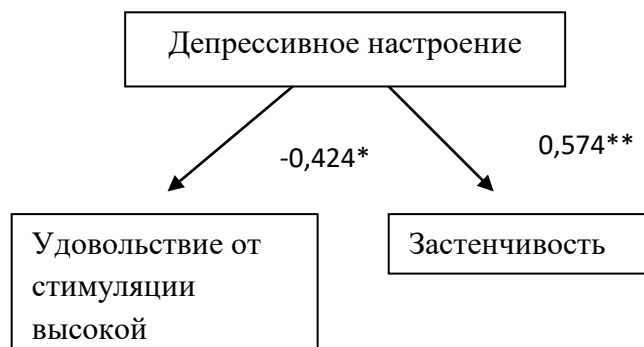 Депрессивное настроение
-0,424*
0,574**
Удовольствие от
стимуляции
высокой
Застенчивость